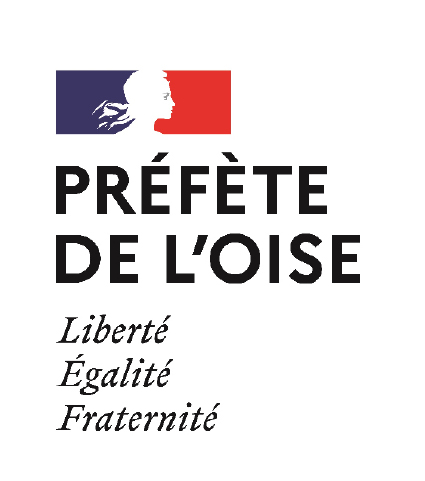 PRÉFÈTE
DE L'OISE
Liberté
Égalité
Fraternité